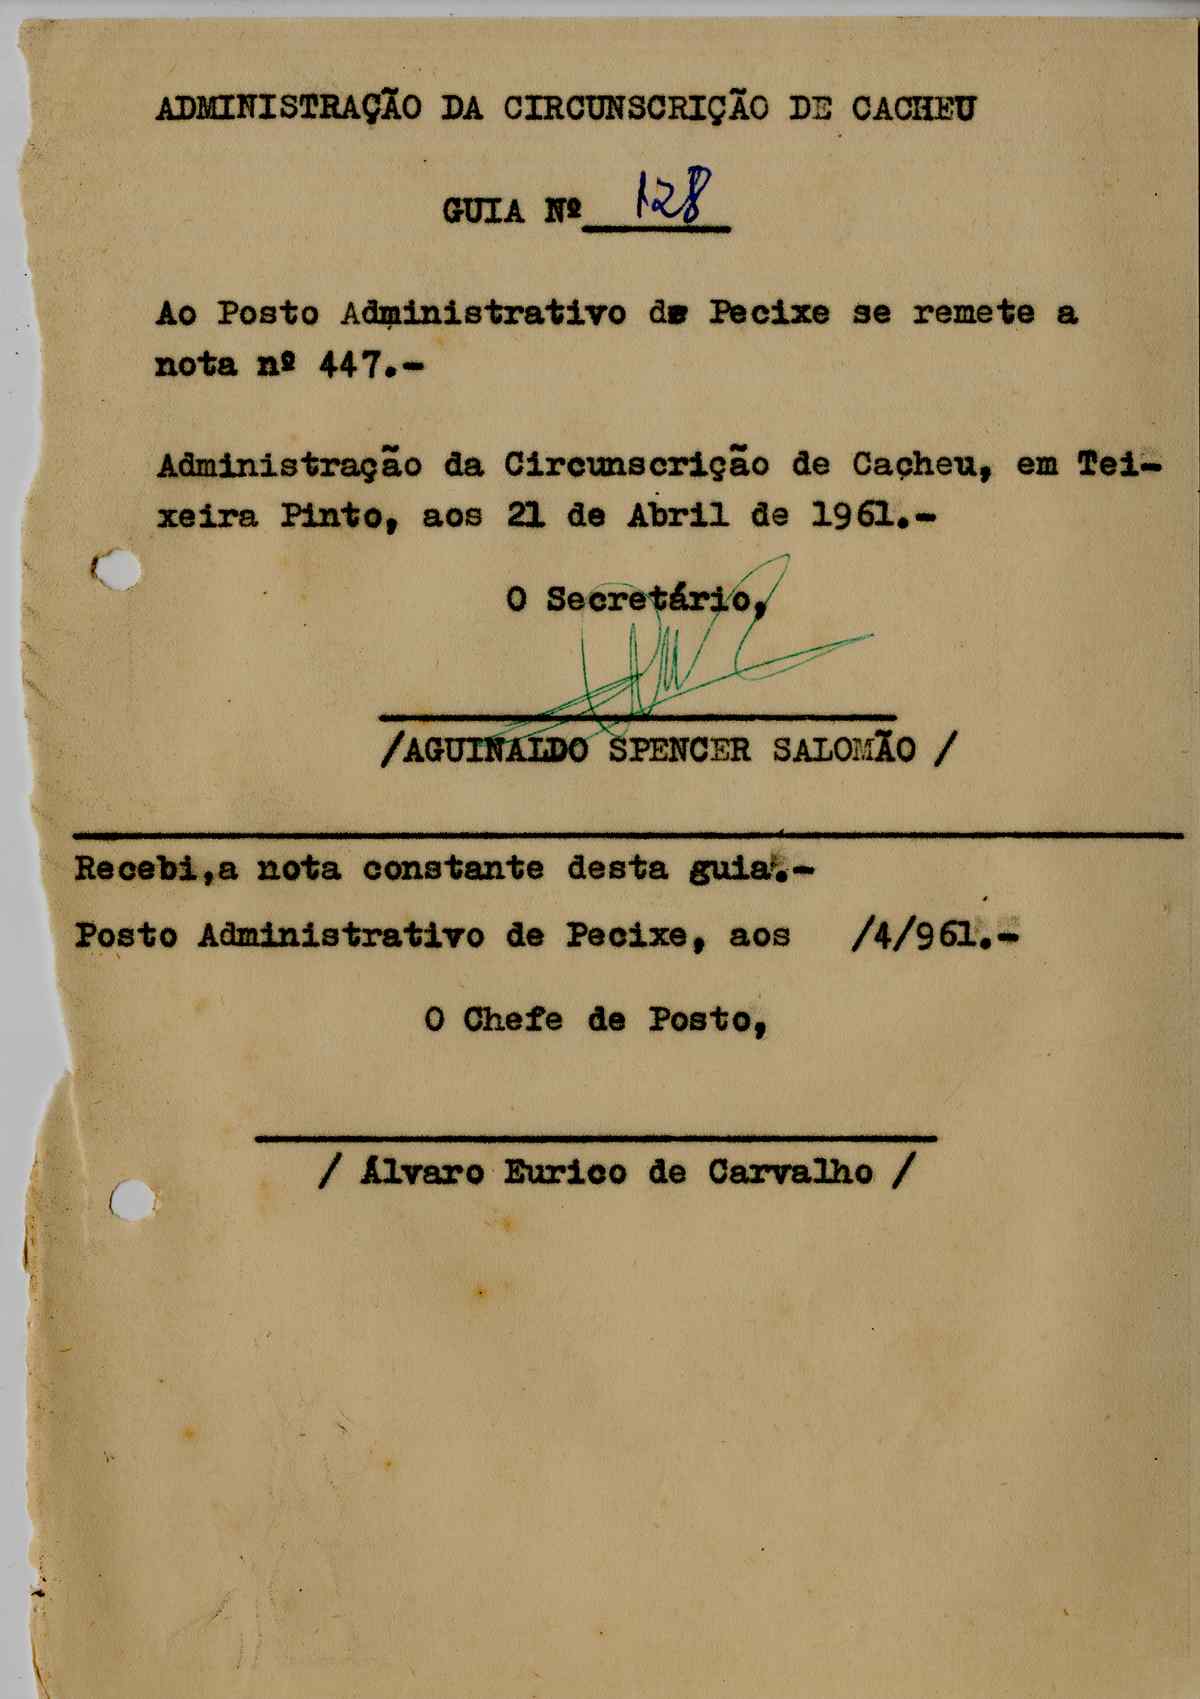 ADMINISTRAÇÃO DA CIRCUNSCRIÇÃO DE CACHEU
GUIA Nº 128
Ao Posto Administrativo de Pecixe se remete a
nota nº 447.-
Administração da Circunscrição de Cacheu, em Tei-
xeira Pinto, aos 21 de Abril de 1961.-
O Secretário,
/AGUINALDO SPENCER SALOMÃO /
Recebi,a nota constante desta guia.-
Posto Administrativo de Pecixe, aos /4/961.-
O Chefe de Posto,
/ Álvaro Eurico de Carvalho /